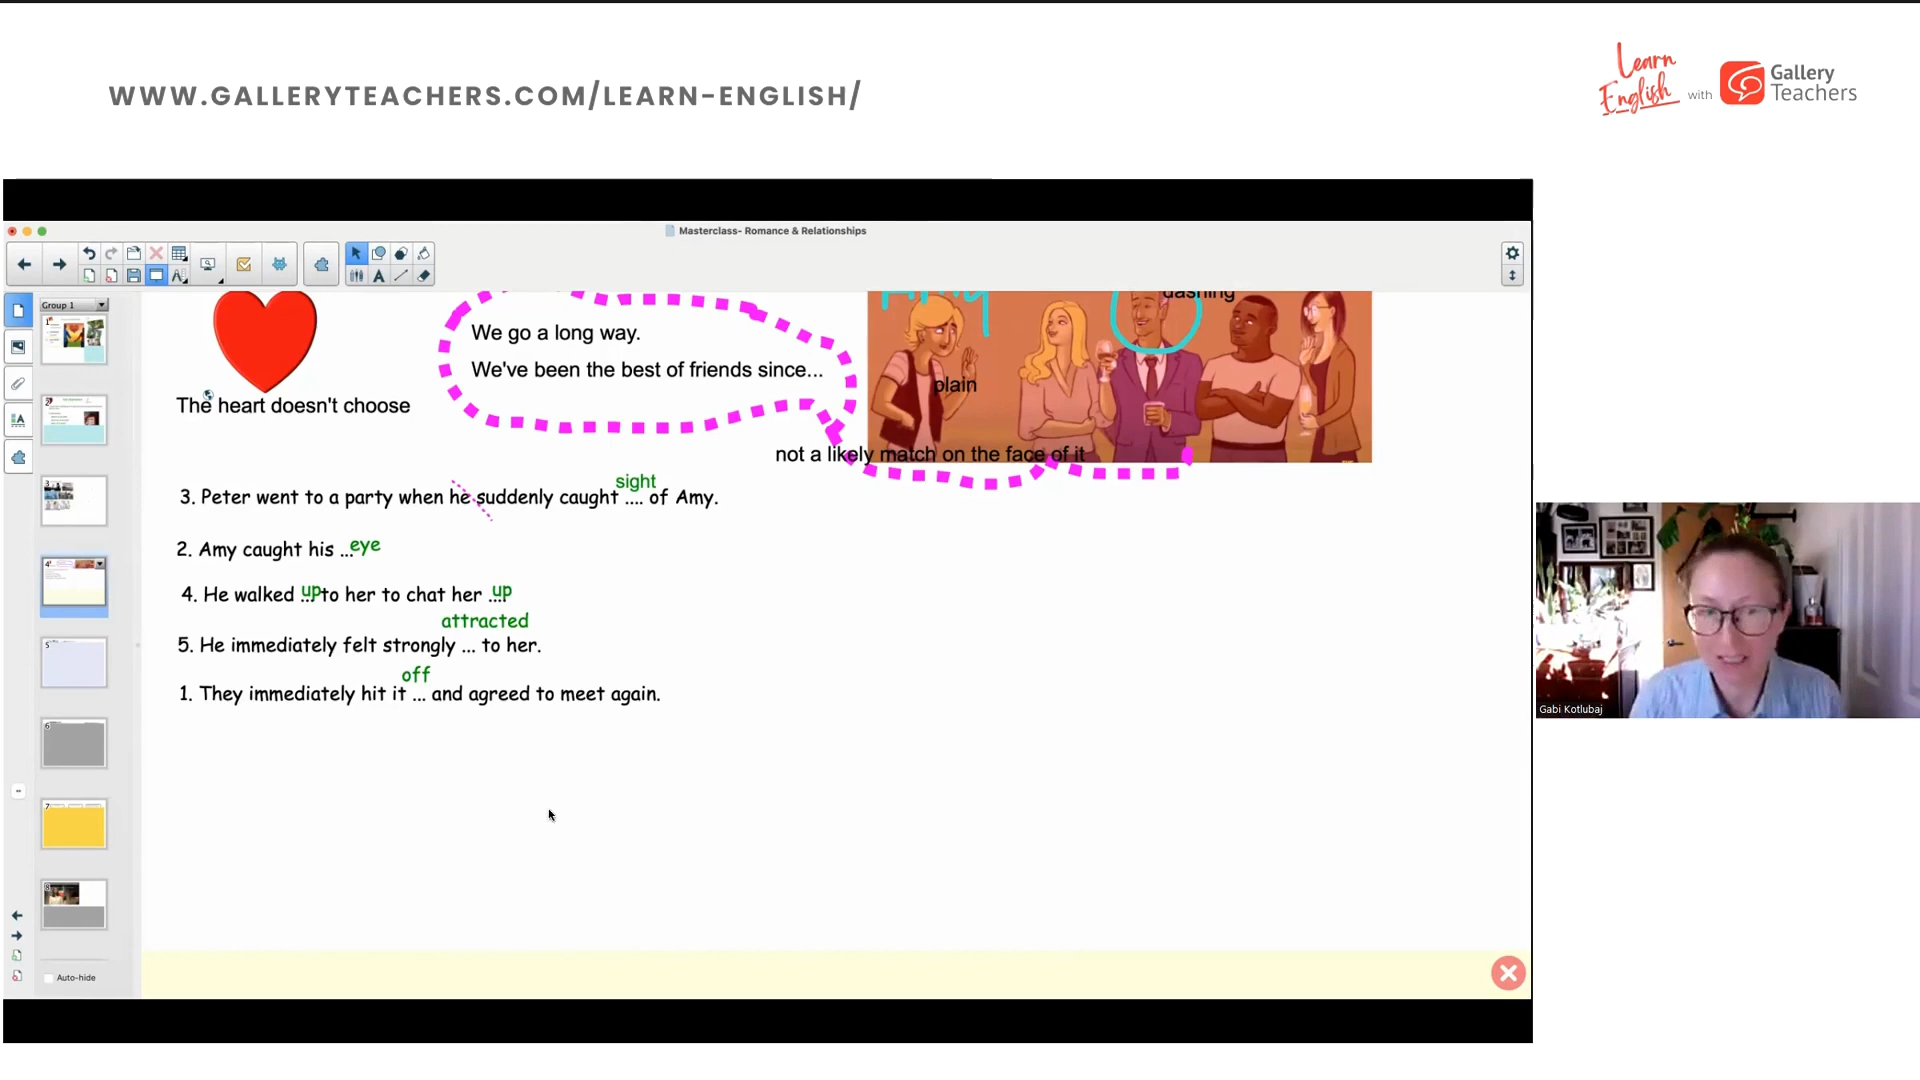 WWW.GALLERYTEACHERS.COM/LEARN-ENGLISH/
Learn
English with Gallery
Teachers
Masterclass- Romance & Relationships
Group 1
Amy
dashing
We go a long way.
We've been the best of friends since...
plain
The heart doesn't choose
not a likely match on the face of it
sight
3. Peter went to a party when he suddenly caught .... of Amy.
2. Amy caught his ...eye
4. He walked up to her to chat her up
attracted
5. He immediately felt strongly ... to her.
off
1. They immediately hit it ... and agreed to meet again.
Gabi Kotlubaj
Auto-hide